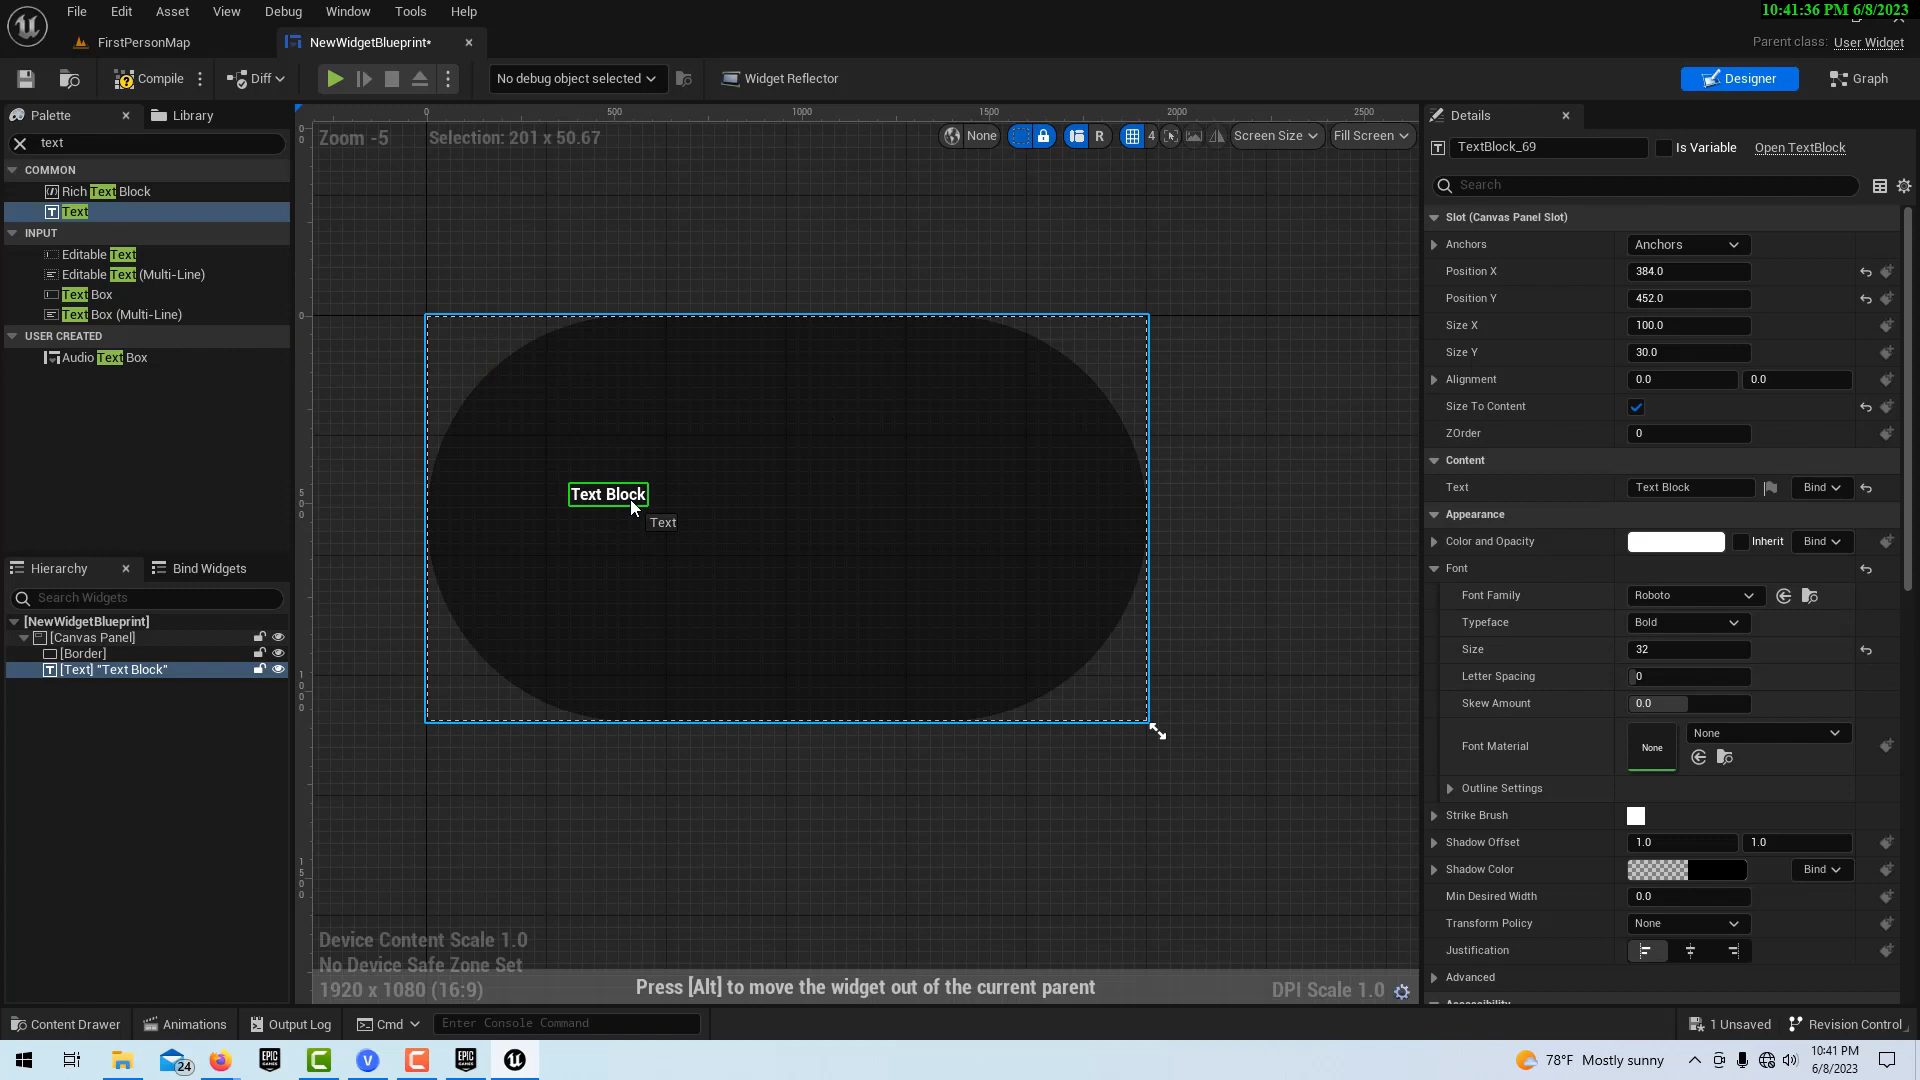 File Edit Asset View Debug Window Tools Help
10:41:36 PM 6/8/2023
FirstPersonMap
NewWidgetBlueprint*
Parent class: User Widget
Compile
Diff
No debug object selected
Widget Reflector
Designer
Graph
Palette
Library
text
COMMON
Rich Text Block
Text
INPUT
Editable Text
Editable Text (Multi-Line)
Text Box
Text Box (Multi-Line)
USER CREATED
Audio Text Box
Hierarchy
Bind Widgets
Search Widgets
[NewWidgetBlueprint]
[Canvas Panel]
[Border]
[Text] "Text Block"
0 500 1000 1500 2000 2500
Zoom -5
Selection: 201 x 50.67
None
R
4
Screen Size
Fill Screen
0
0
500
1000
1500
Text Block
Text
Device Content Scale 1.0
No Device Safe Zone Set
1920 x 1080 (16:9)
Press [Alt] to move the widget out of the current parent
DPI Scale 1.0
Details
TextBlock_69
Is Variable
Open TextBlock
Search
Slot (Canvas Panel Slot)
Anchors Anchors
Position X 384.0
Position Y 452.0
Size X 100.0
Size Y 30.0
Alignment 0.0 0.0
Size To Content
ZOrder 0
Content
Text Text Block Bind
Appearance
Color and Opacity Inherit Bind
Font
Font Family Roboto
Typeface Bold
Size 32
Letter Spacing 0
Skew Amount 0.0
Font Material None None
Outline Settings
Strike Brush
Shadow Offset 1.0 1.0
Shadow Color Bind
Min Desired Width 0.0
Transform Policy None
Justification
Advanced
Accessibility
Content Drawer
Animations
Output Log
Cmd
Enter Console Command
1 Unsaved
Revision Control
24
EPIC GAMES
V
EPIC GAMES
78°F Mostly sunny
10:41 PM
6/8/2023